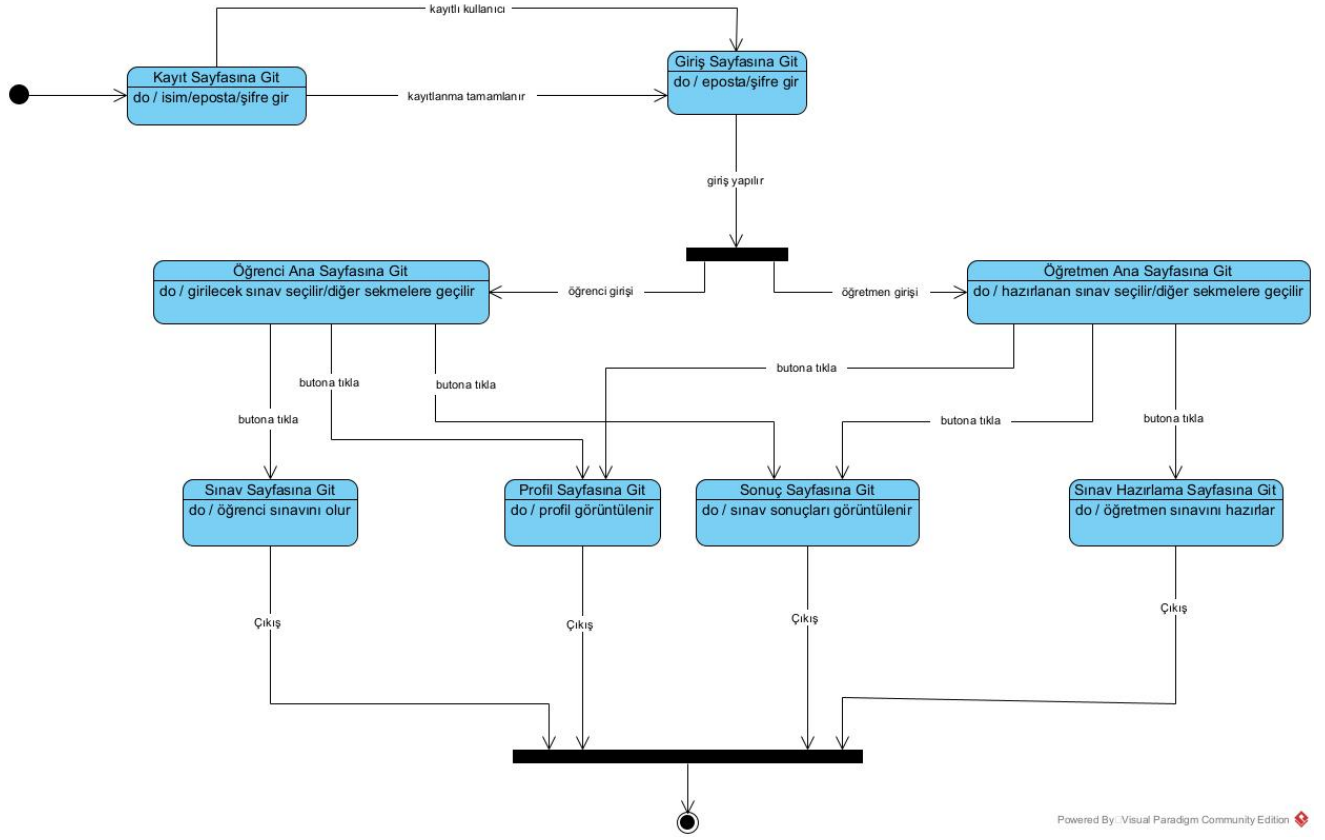 kayıtlı kullanıcı
Kayıt Sayfasına Git
do / isim/eposta/şifre gir
kayıtlanma tamamlanır
Giriş Sayfasına Git
do / eposta/şifre gir
giriş yapılır
Öğrenci Ana Sayfasına Git
do / girilecek sınav seçilir/diğer sekmelere geçilir
öğrenci girişi
öğretmen girişi
Öğretmen Ana Sayfasına Git
do / hazırlanan sınav seçilir/diğer sekmelere geçilir
butona tıkla
butona tıkla
butona tıkla
butona tıkla
butona tıkla
butona tıkla
Sınav Sayfasına Git
do / öğrenci sınavını olur
Profil Sayfasına Git
do / profil görüntülenir
Sonuç Sayfasına Git
do / sınav sonuçları görüntülenir
Sınav Hazırlama Sayfasına Git
do / öğretmen sınavını hazırlar
Çıkış
Çıkış
Çıkış
Çıkış
Powered By Visual Paradigm Community Edition